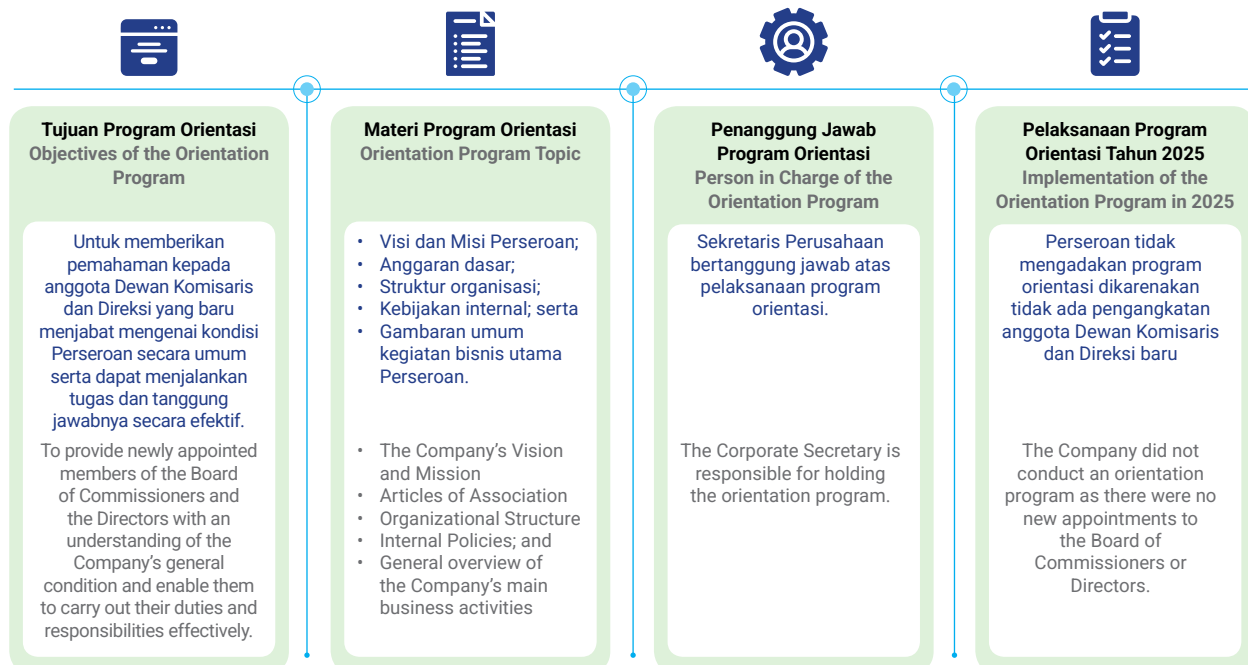 Tujuan Program Orientasi
Objectives of the Orientation
Program
Untuk memberikan
pemahaman kepada
anggota Dewan Komisaris
dan Direksi yang baru
menjabat mengenai kondisi
Perseroan secara umum
serta dapat menjalankan
tugas dan tanggung
jawabnya secara efektif.
To provide newly appointed
members of the Board
of Commissioners and
the Directors with an
understanding of the
Company's general
condition and enable them
to carry out their duties and
responsibilities effectively.
Materi Program Orientasi
Orientation Program Topic
• Visi dan Misi Perseroan;
• Anggaran dasar;
• Struktur organisasi;
• Kebijakan internal; serta
• Gambaran umum
kegiatan bisnis utama
Perseroan.
• The Company's Vision
and Mission
• Articles of Association
• Organizational Structure
• Internal Policies; and
• General overview of
the Company's main
business activities
Penanggung Jawab
Program Orientasi
Person in Charge of the
Orientation Program
Sekretaris Perusahaan
bertanggung jawab atas
pelaksanaan program
orientasi.
The Corporate Secretary is
responsible for holding
the orientation program.
Pelaksanaan Program
Orientasi Tahun 2025
Implementation of the
Orientation Program in 2025
Perseroan tidak
mengadakan program
orientasi dikarenakan
tidak ada pengangkatan
anggota Dewan Komisaris
dan Direksi baru
The Company did not
conduct an orientation
program as there were no
new appointments to
the Board of
Commissioners or
Directors.